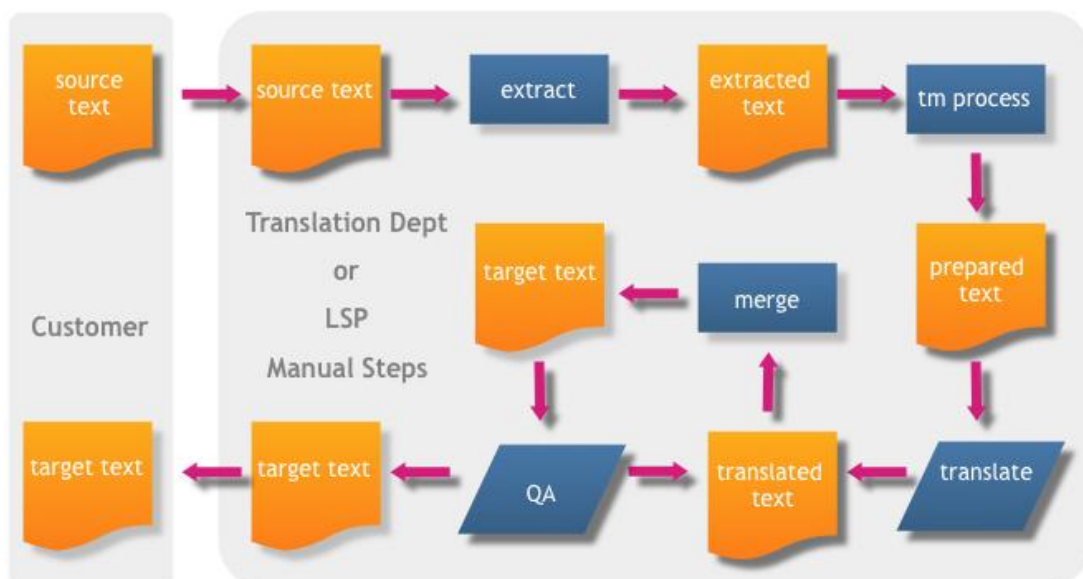 source
text
source text
extract
extracted
text
tm process
Translation Dept
or
LSP
Manual Steps
Customer
target text
merge
prepared
text
target text
target text
QA
translated
text
translate